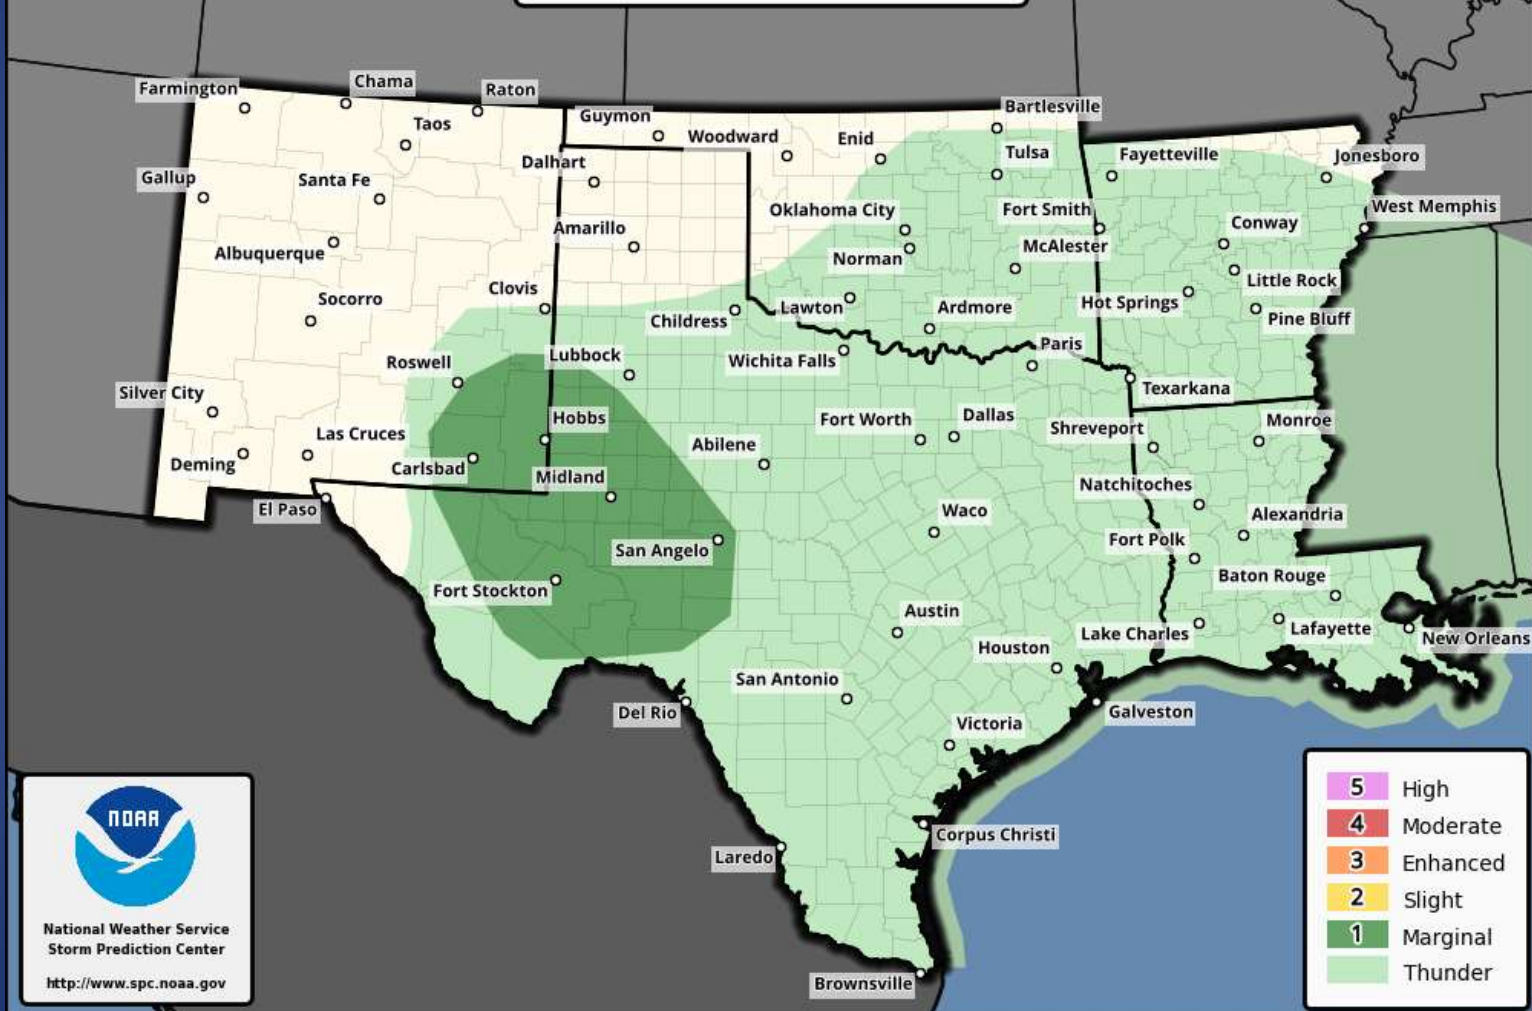 Farmington
Chama
Raton
Guymon
Bartlesville
Taos
Woodward
Enid
Tulsa
Fayetteville
Jonesboro
Gallup
Santa Fe
Dalhart
Oklahoma City
Fort Smith
West Memphis
Amarillo
Conway
Albuquerque
Norman
McAlester
Clovis
Little Rock
Socorro
Childress
Lawton
Ardmore
Hot Springs
Pine Bluff
Roswell
Lubbock
Wichita Falls
Paris
Silver City
Texarkana
Hobbs
Fort Worth
Dallas
Shreveport
Monroe
Las Cruces
Abilene
Deming
Carlsbad
Midland
Natchitoches
El Paso
Waco
Alexandria
San Angelo
Fort Polk
Fort Stockton
Baton Rouge
Austin
Lake Charles
Lafayette
New Orleans
Houston
San Antonio
Del Rio
Galveston
Victoria
Corpus Christi
Laredo
Brownsville
NOAA
National Weather Service
Storm Prediction Center
http://www.spc.noaa.gov
5 High
4 Moderate
3 Enhanced
2 Slight
1 Marginal
Thunder